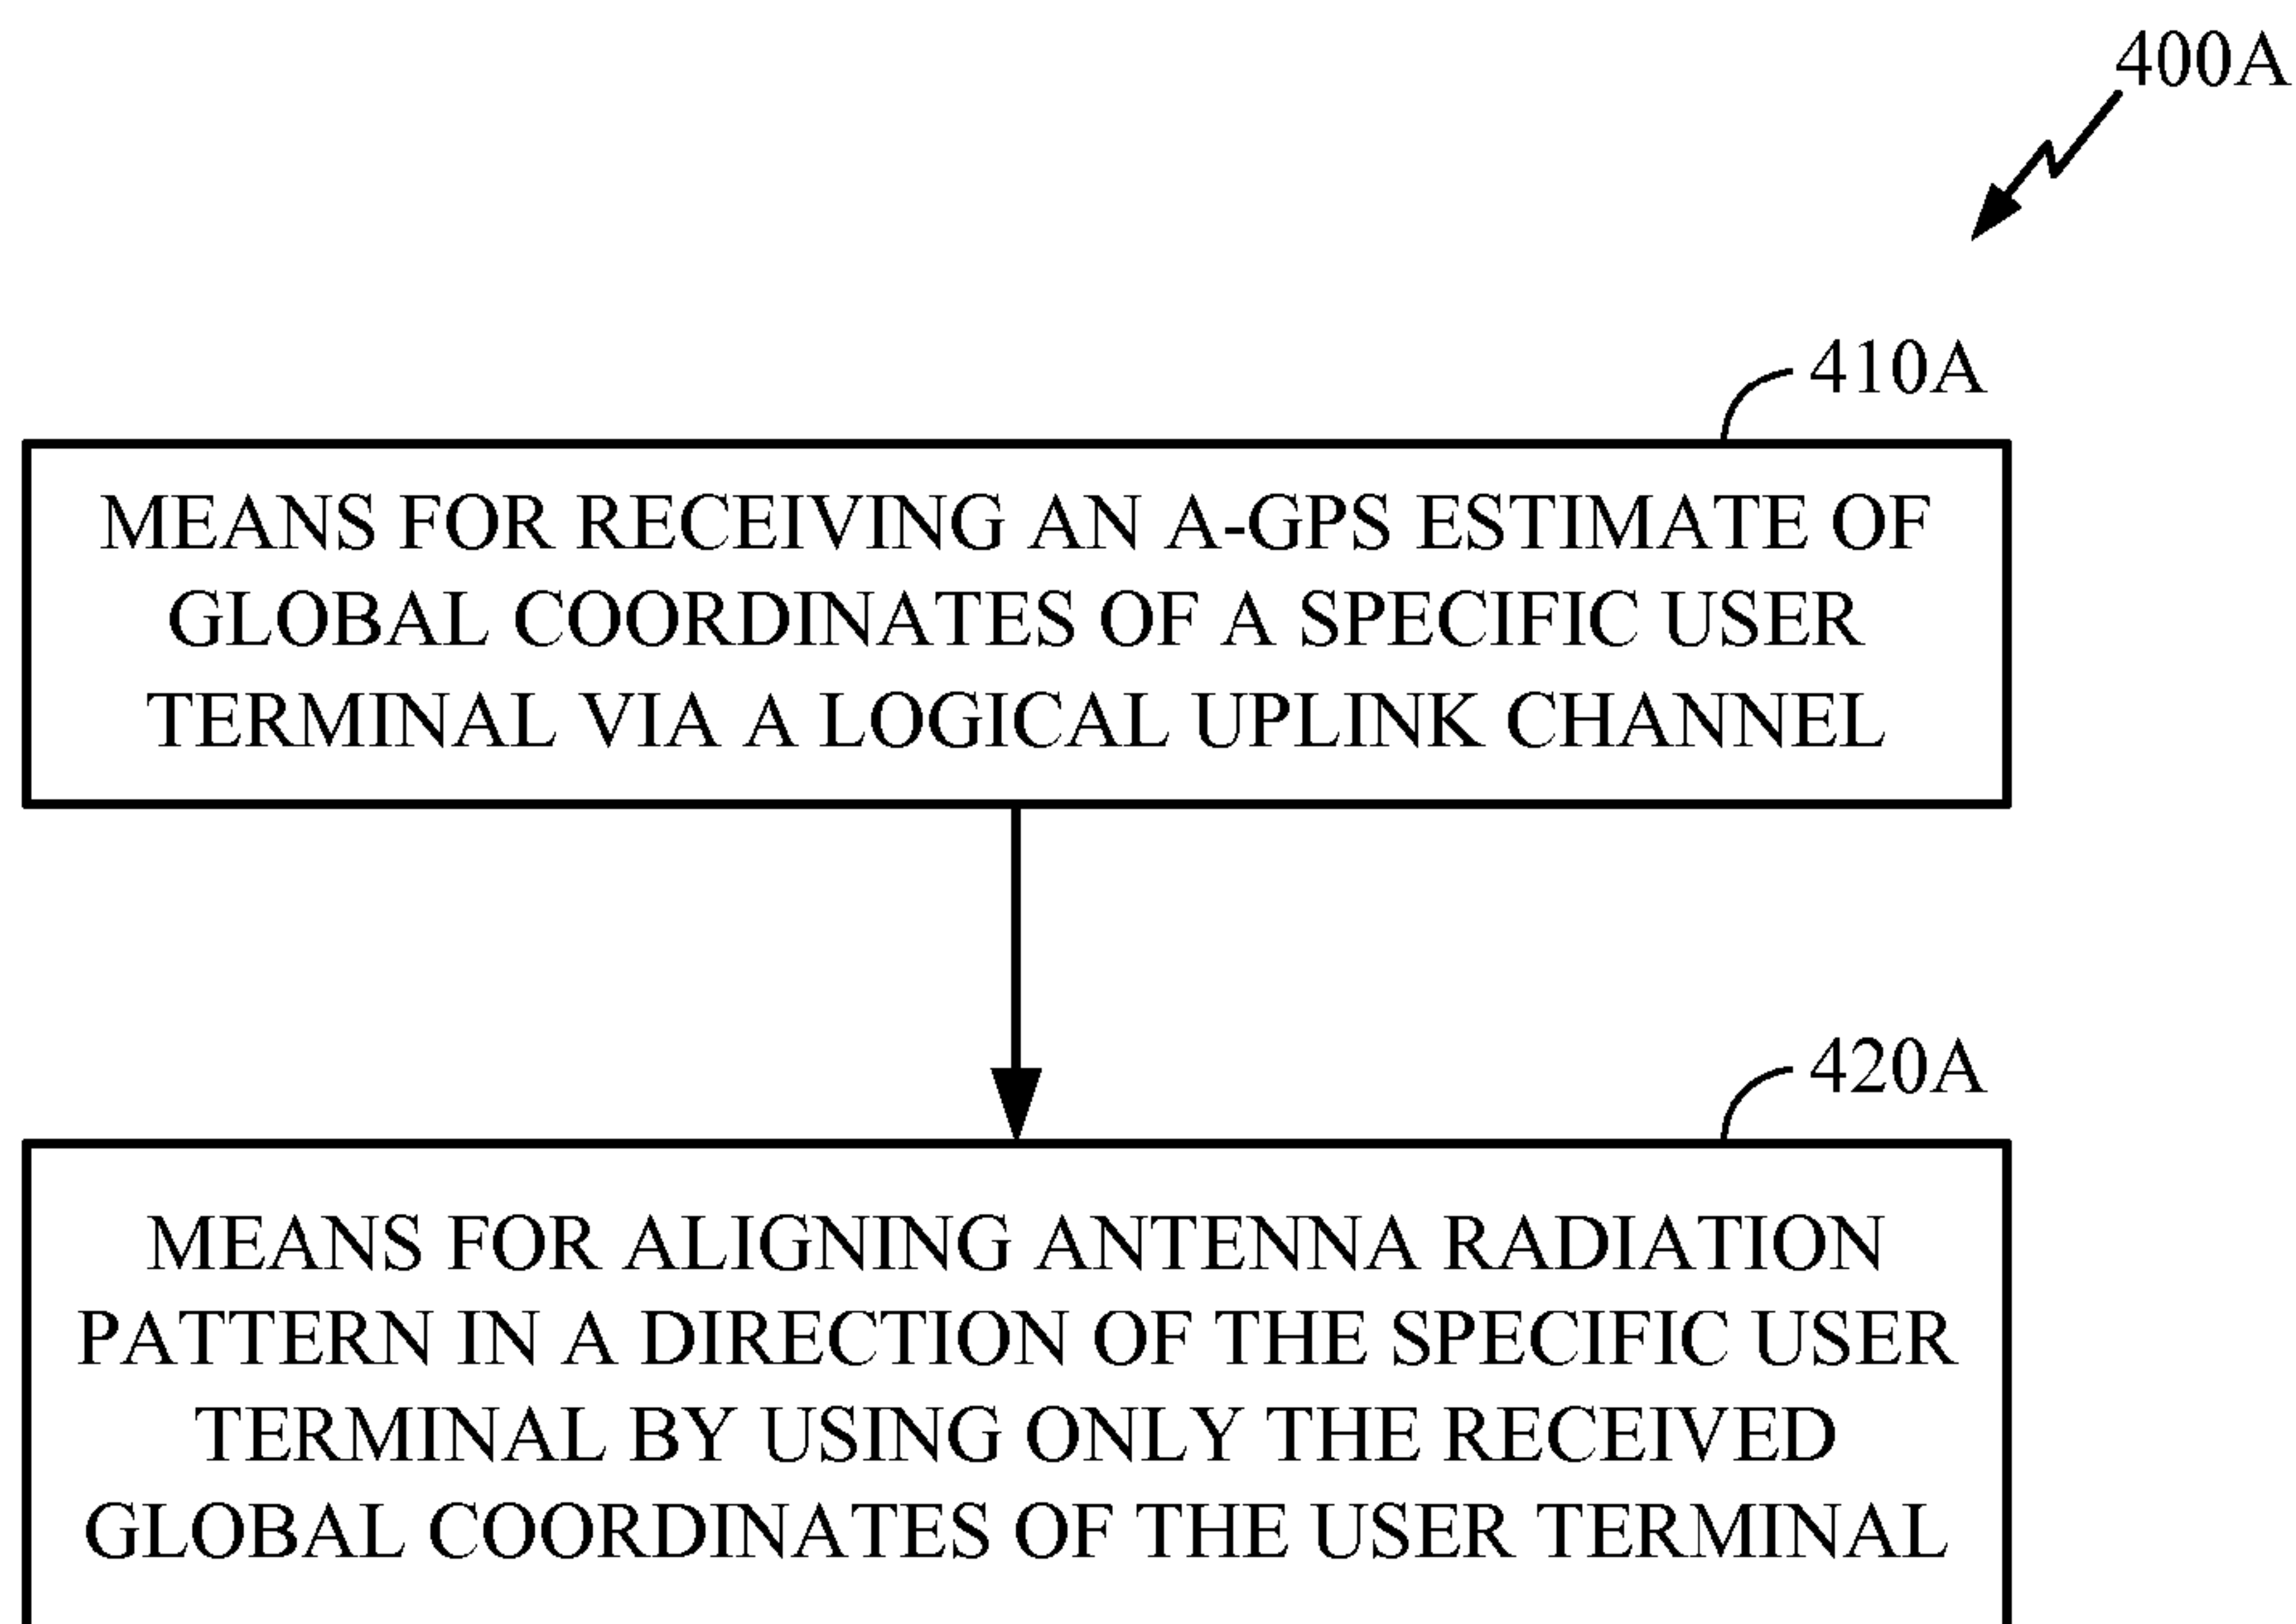 400A
410A
MEANS FOR RECEIVING AN A-GPS ESTIMATE OF
GLOBAL COORDINATES OF A SPECIFIC USER
TERMINAL VIA A LOGICAL UPLINK CHANNEL
420A
MEANS FOR ALIGNING ANTENNA RADIATION
PATTERN IN A DIRECTION OF THE SPECIFIC USER
TERMINAL BY USING ONLY THE RECEIVED
GLOBAL COORDINATES OF THE USER TERMINAL